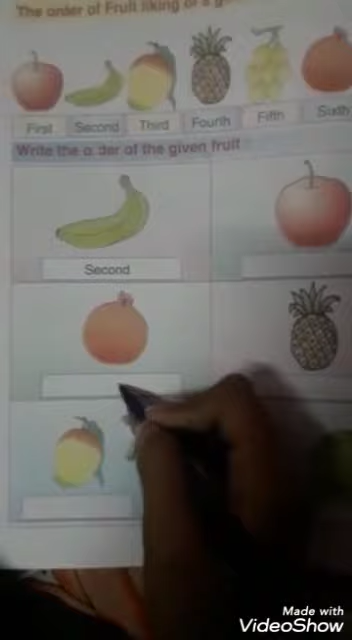 The order of Fruit liking of a
First Second Third Fourth Fifth Sixth
Write the order of the given fruit
Second
Made with
VideoShow